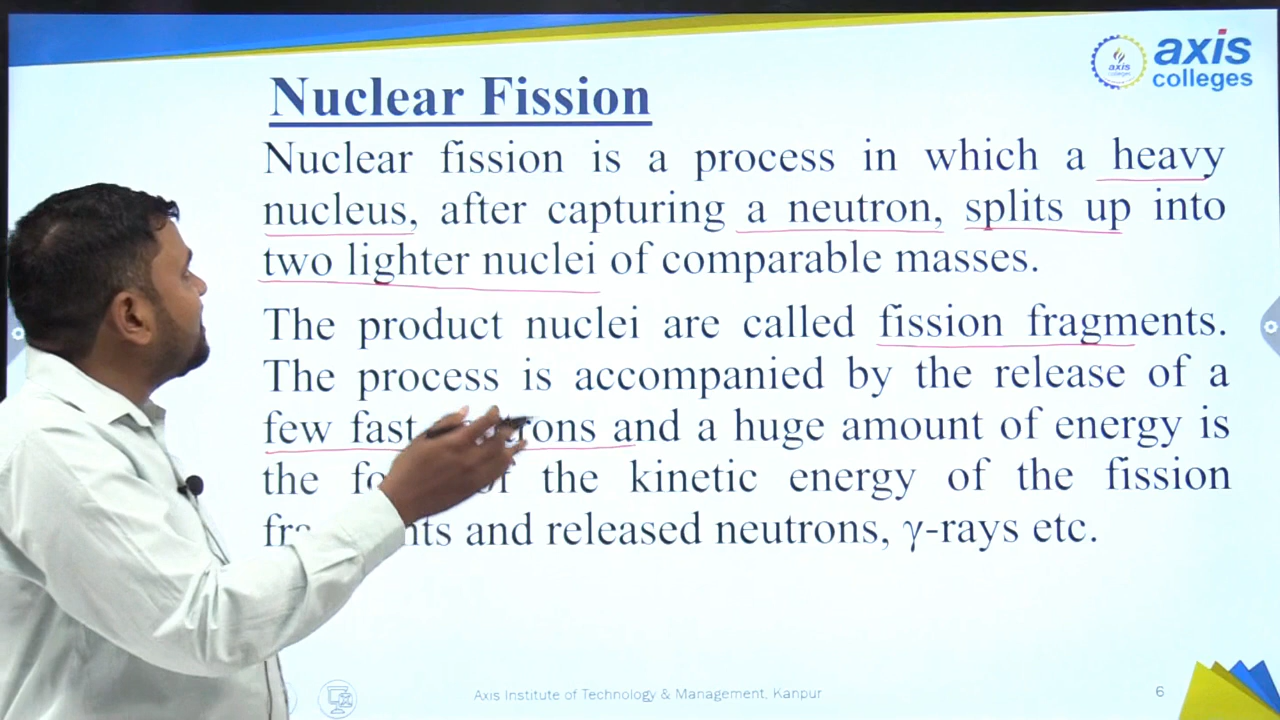 axis
colleges
axis
colleges
Nuclear Fission
Nuclear fission is a process in which a heavy
nucleus, after capturing a neutron, splits up into
two lighter nuclei of comparable masses.
The product nuclei are called fission fragments.
The process is accompanied by the release of a
few fast and a huge amount of energy is
the of the kinetic energy of the fission
and released neutrons, γ-rays etc.
Axis Institute of Technology & Management, Kanpur
6